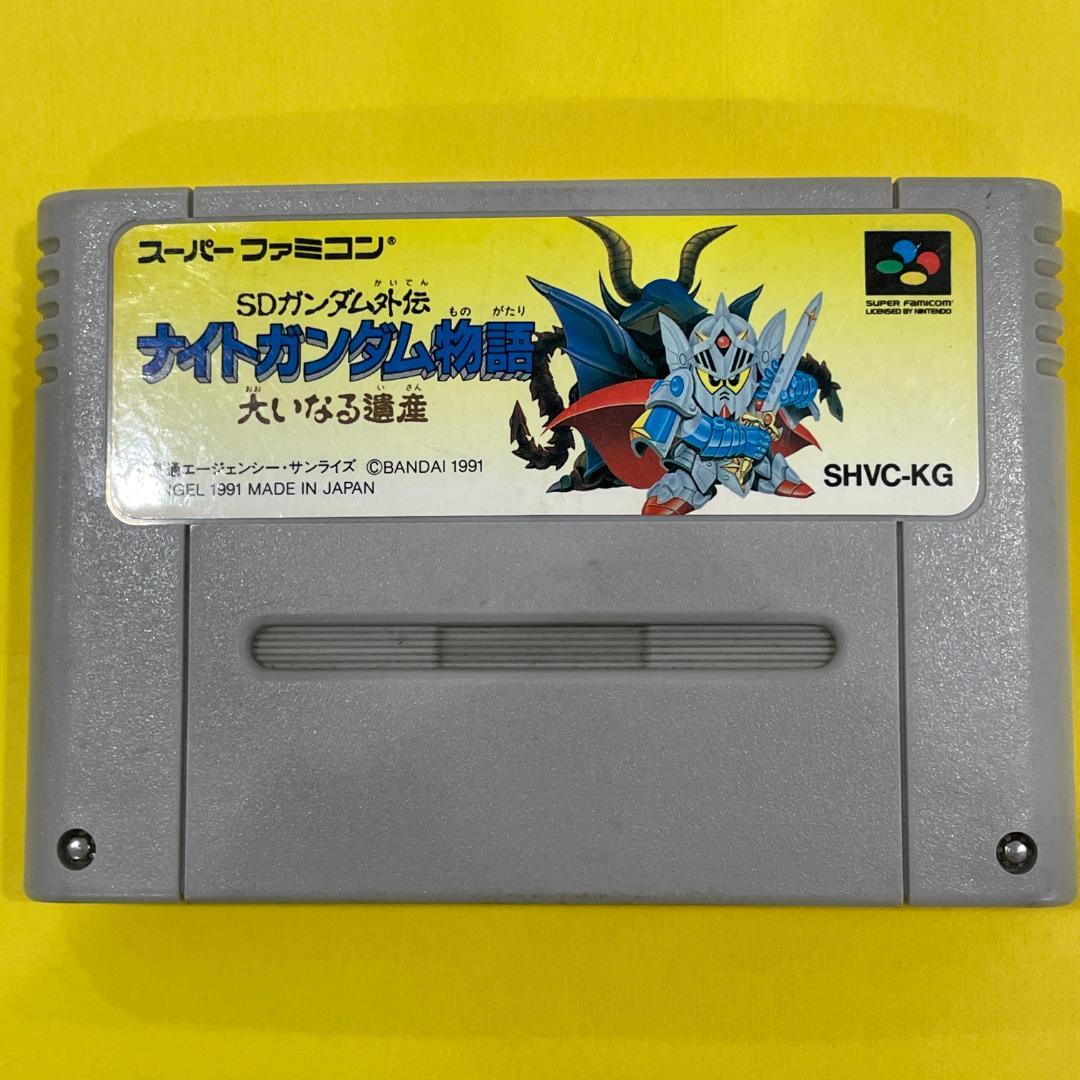 スーパーファミコン®
かいでん
SDガンダム外伝
もの がたり
ナイトガンダム物語
おお い さん
大いなる遺産
通エージェンシー・サンライズ ©BANDAI 1991
GEL 1991 MADE IN JAPAN
SUPER FAMICOM
LICENSED BY NINTENDO
SHVC-KG